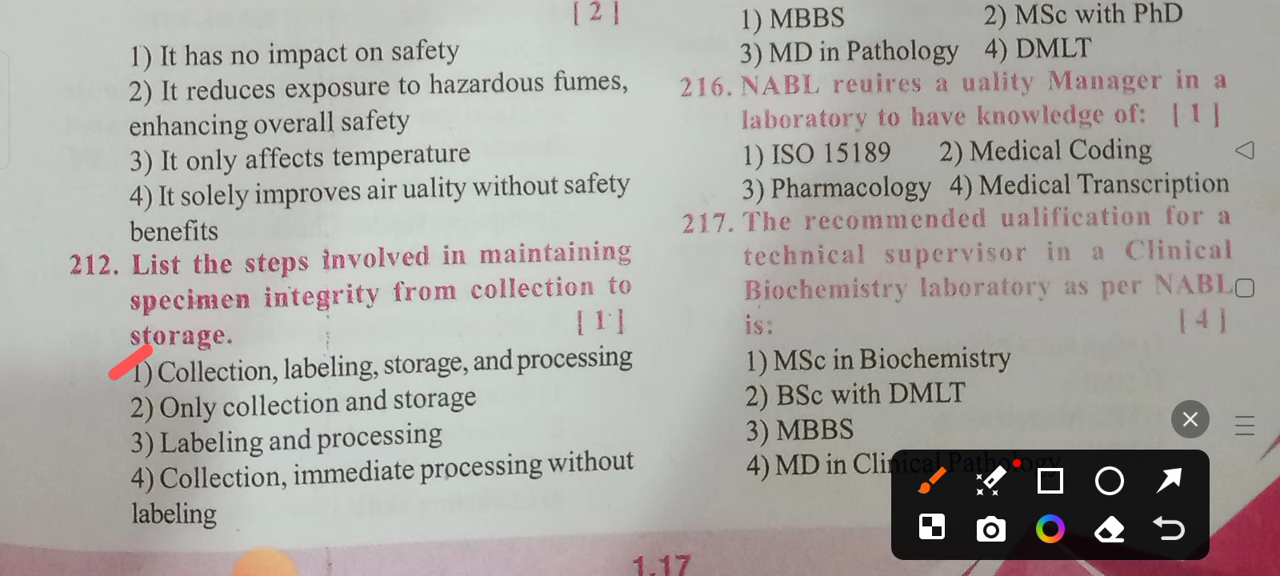 [ 2 ]
1) It has no impact on safety
2) It reduces exposure to hazardous fumes,
enhancing overall safety
3) It only affects temperature
4) It solely improves air uality without safety
benefits
212. List the steps involved in maintaining
specimen integrity from collection to
storage. [ 1 ]
1) Collection, labeling, storage, and processing
2) Only collection and storage
3) Labeling and processing
4) Collection, immediate processing without
labeling
1) MBBS 2) MSc with PhD
3) MD in Pathology 4) DMLT
216. NABL reuires a uality Manager in a
laboratory to have knowledge of: [ 1 ]
1) ISO 15189 2) Medical Coding
3) Pharmacology 4) Medical Transcription
217. The recommended ualification for a
technical supervisor in a Clinical
Biochemistry laboratory as per NABL
is: [ 4 ]
1) MSc in Biochemistry
2) BSc with DMLT
3) MBBS
4) MD in Clinical Pathology
1.17